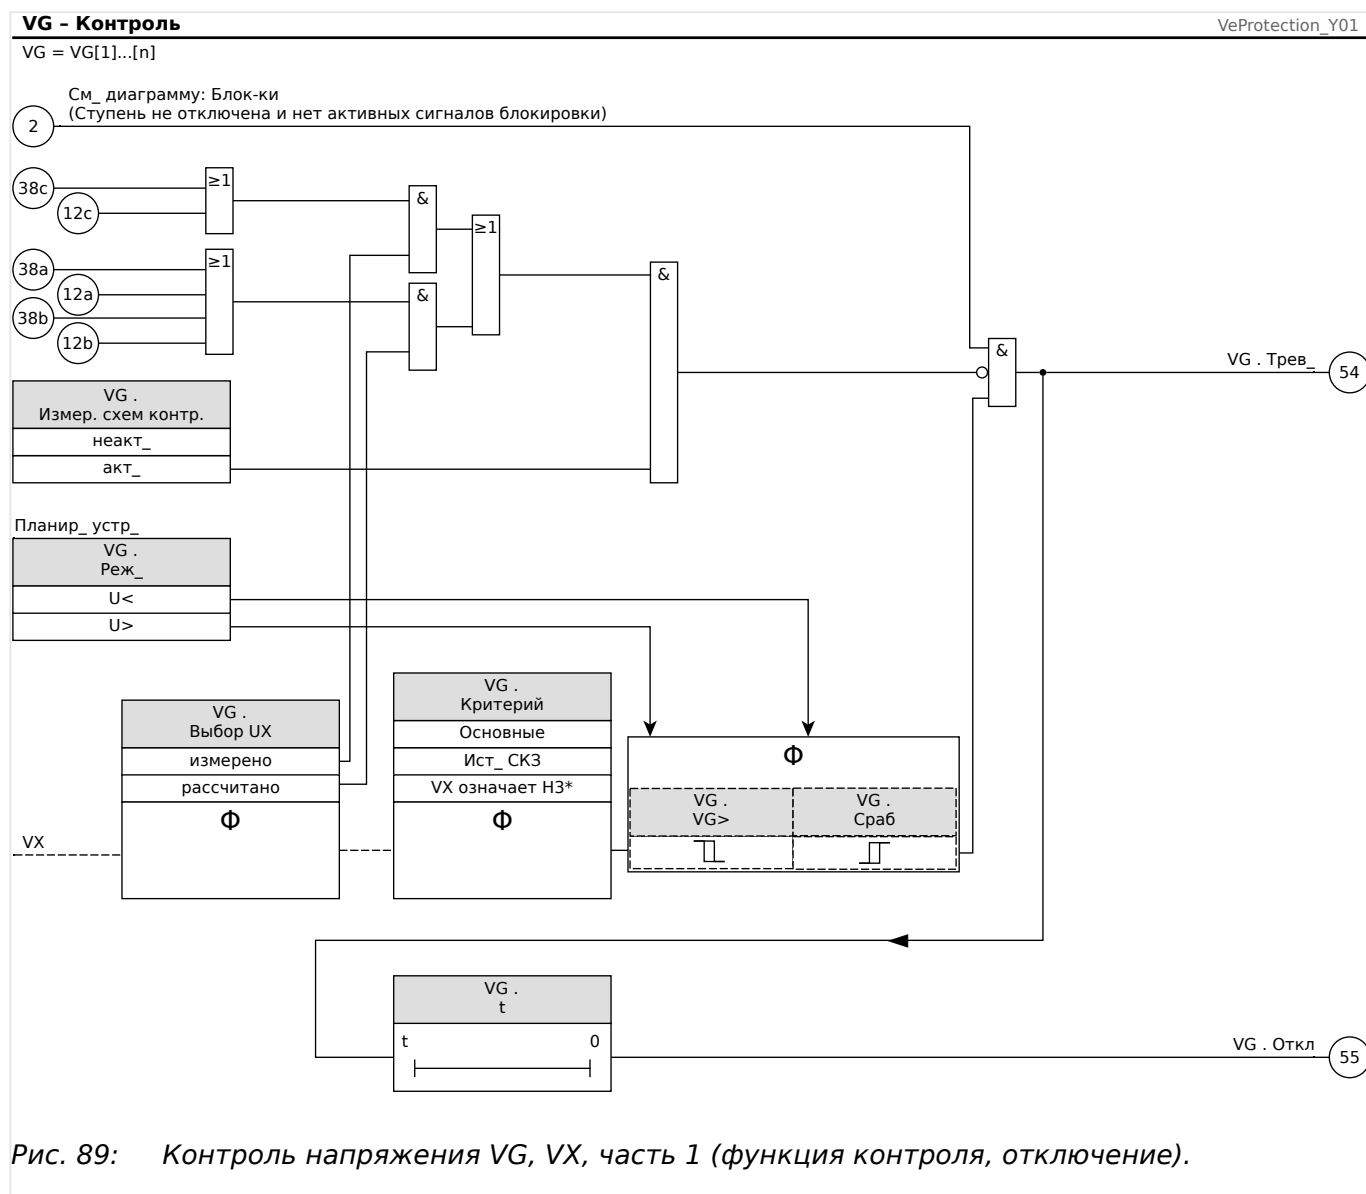 VG – Контроль
VeProtection_Y01
VG = VG[1]...[n]
См_ диаграмму: Блок-ки
(Ступень не отключена и нет активных сигналов блокировки)
2
38c
12c
≥1
&
≥1
38a
12a
38b
12b
≥1
&
&
&
VG . Трев_
54
VG .
Измер. схем контр.
неакт_
акт_
Планир_ устр_
VG .
Реж_
U<
U>
VG .
Выбор UX
измерено
рассчитано
Φ
VX
VG .
Критерий
Основные
Ист_ СКЗ
VX означает НЗ*
Φ
Φ
VG .
VG>
VG .
Сраб
VG .
t
t
0
VG . Откл
55
Рис. 89: Контроль напряжения VG, VX, часть 1 (функция контроля, отключение).